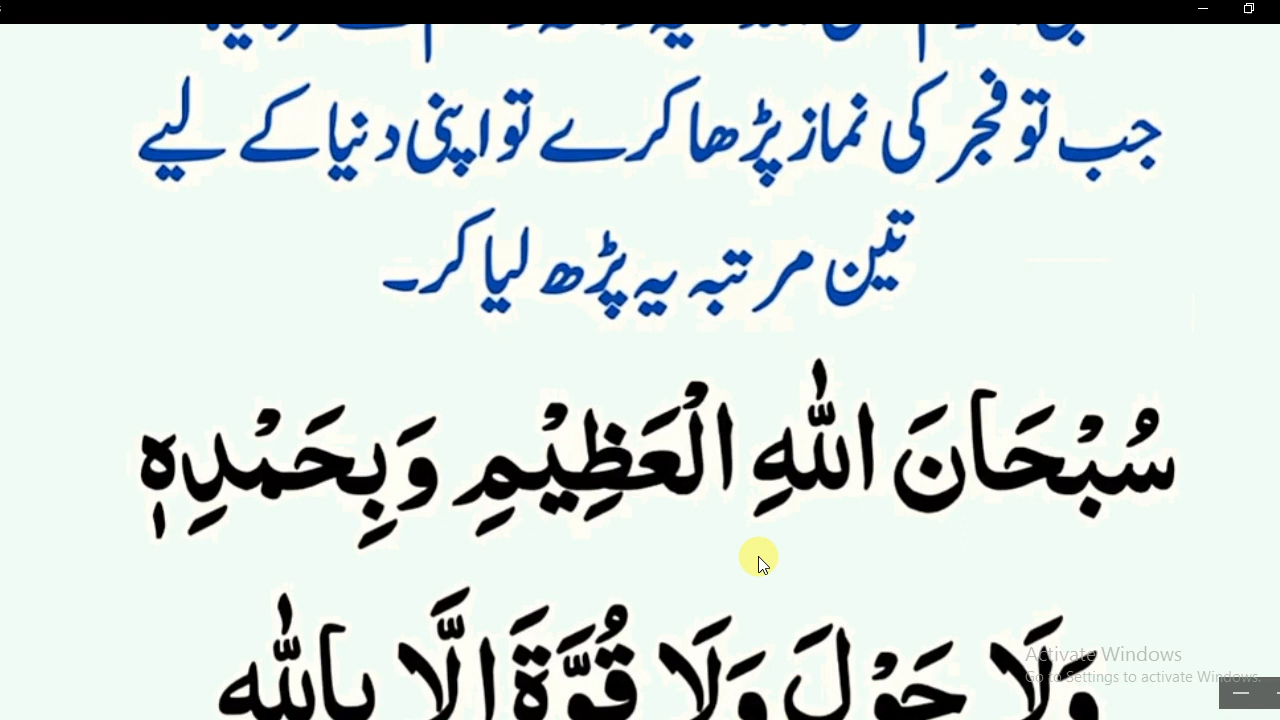 جب تو فجر کی نماز پڑھا کرے تو اپنی دنیا کے لیے
تین مرتبہ یہ پڑھ لیا کر۔
سُبْحَانَ اللّٰهِ الْعَظِيْمِ وَبِحَمْدِهٖ
وَلَا حَوْلَ وَلَا قُوَّةَ اِلَّا بِاللّٰه
Activate Windows
Go to Settings to activate Windows.